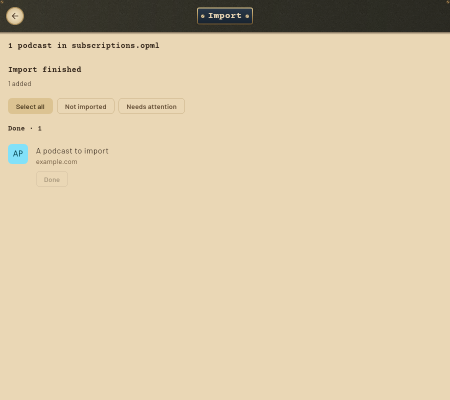 Import
1 podcast in subscriptions.opml
Import finished
1 added
Select all
Not imported
Needs attention
Done · 1
AP
A podcast to import
example.com
Done